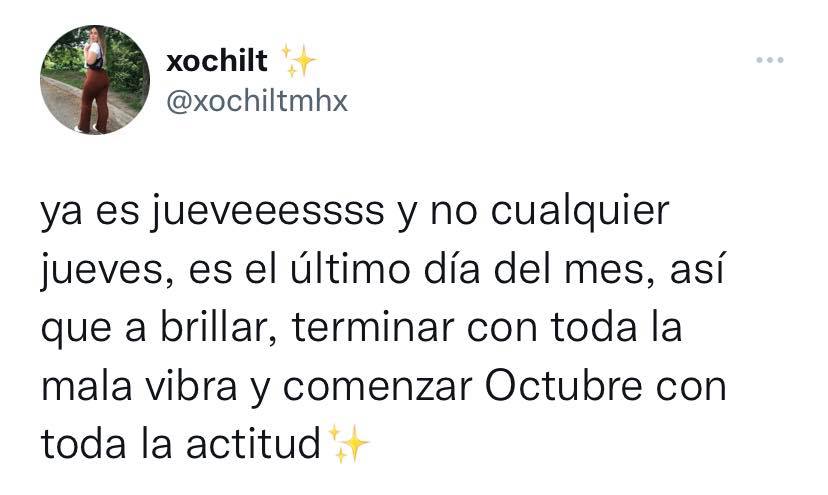 xochilt ✨
@xochiltmhx
ya es jueveeessss y no cualquier
jueves, es el último día del mes, así
que a brillar, terminar con toda la
mala vibra y comenzar Octubre con
toda la actitud✨